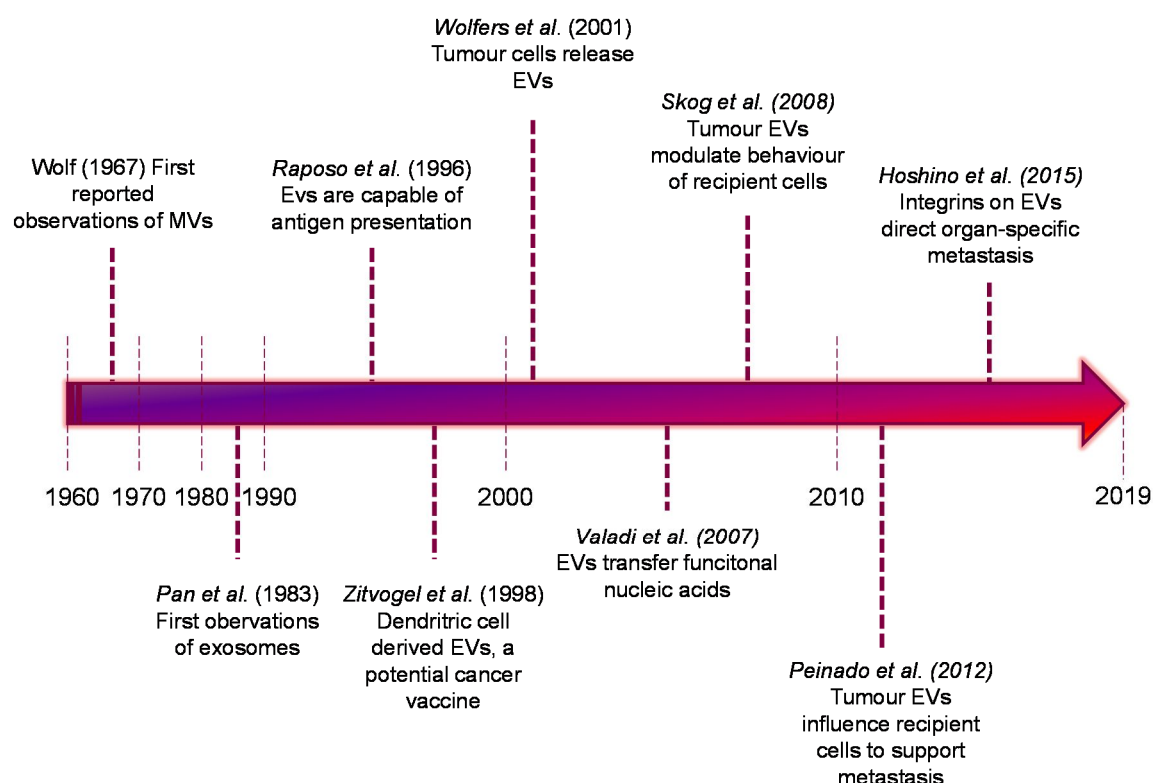 Wolfers et al. (2001)
Tumour cells release
EVs
Skog et al. (2008)
Tumour EVs
modulate behaviour
of recipient cells
Wolf (1967) First
reported
observations of MVs
Raposo et al. (1996)
Evs are capable of
antigen presentation
Hoshino et al. (2015)
Integrins on EVs
direct organ-specific
metastasis
1960 1970 1980 1990 2000 2010 2019
Pan et al. (1983)
First obervations
of exosomes
Zitvogel et al. (1998)
Dendritric cell
derived EVs, a
potential cancer
vaccine
Valadi et al. (2007)
EVs transfer funcitonal
nucleic acids
Peinado et al. (2012)
Tumour EVs
influence recipient
cells to support
metastasis